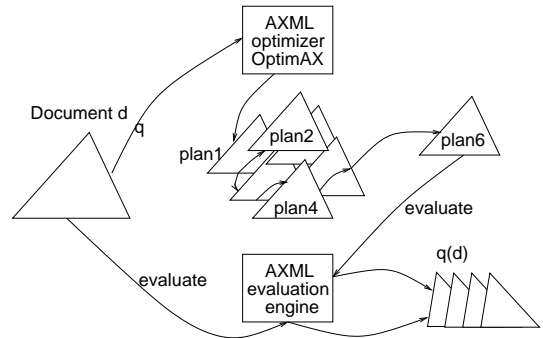 AXML
optimizer
OptimAX
Document d
q
plan1
plan2
plan4
plan6
evaluate
evaluate
AXML
evaluation
engine
q(d)